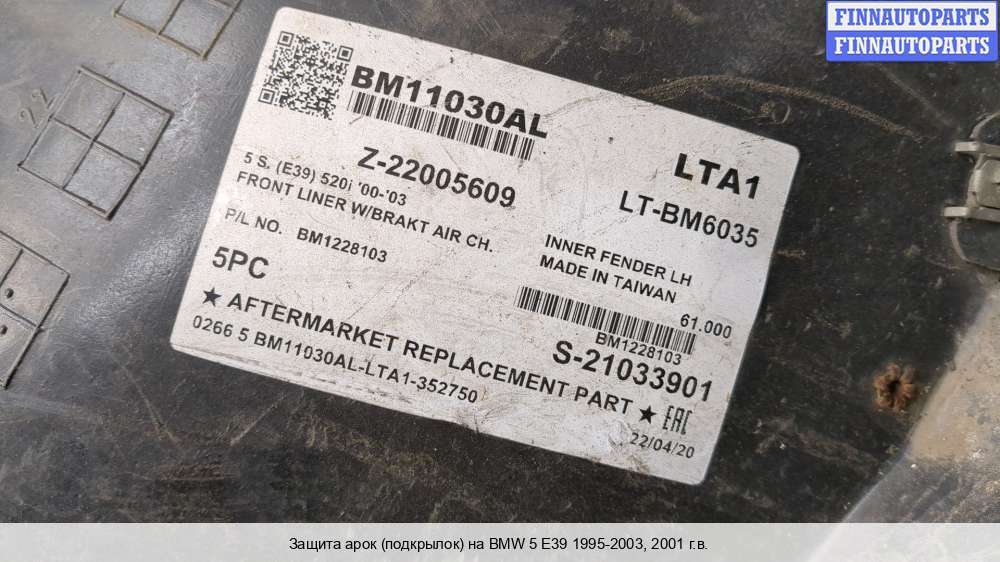 FINNAUTOPARTS
FINNAUTOPARTS
BM11030AL
LTA1
Z-22005609
LT-BM6035
5 S. (E39) 520i '00-'03
FRONT LINER W/BRAKT AIR CH.
P/L NO. BM1228103
INNER FENDER LH
MADE IN TAIWAN
5PC
61.000
BM1228103
S-21033901
★ AFTERMARKET REPLACEMENT PART ★ EAC
0266 5 BM11030AL-LTA1-352750
22/04/20
22
Защита арок (подкрылок) на BMW 5 E39 1995-2003, 2001 г.в.